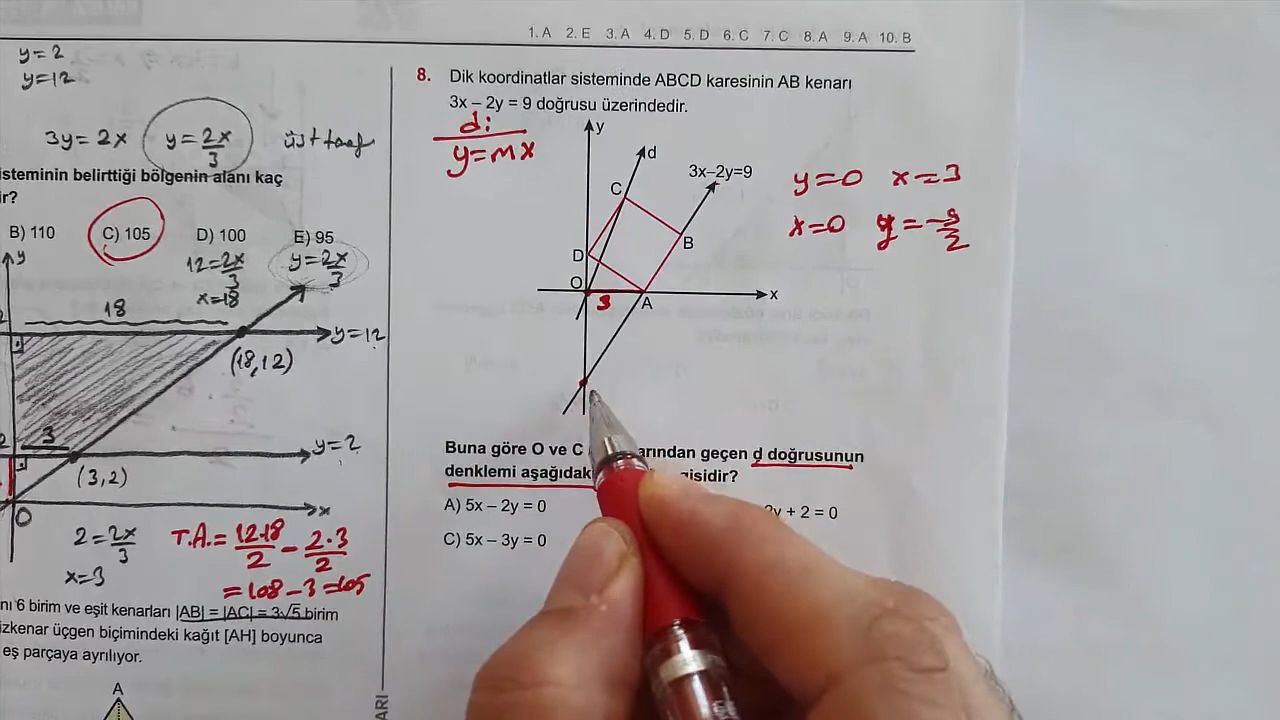 1. A 2. E 3. A 4. D 5. D 6. C 7. C 8. A 9. A 10. B
y = 2
y = 12
3y = 2x y = 2x/3 üst taraf
isteminin belirttiği bölgenin alanı kaç
r?
B) 110 C) 105 D) 100 E) 95
12 = 2x/3
x = 18
y = 2x/3
y
18
y = 12
(18, 12)
3
y = 2
(3, 2)
O
x
2 = 2x/3
x = 3
T.A. = 12.18/2 - 2.3/2
= 108 - 3 = 105
nı 6 birim ve eşit kenarları |AB| = |AC| = 3√5 birim
izkenar üçgen biçimindeki kağıt [AH] boyunca
eş parçaya ayrılıyor.
A
ARI
8. Dik koordinatlar sisteminde ABCD karesinin AB kenarı
3x – 2y = 9 doğrusu üzerindedir.
d:
y = mx
y
d
3x–2y=9
C
B
D
O
3
A
x
y = 0 x = 3
x = 0 y = -9/2
Buna göre O ve C arından geçen d doğrusunun
denklemi aşağıdak gisidir?
A) 5x – 2y = 0 2y + 2 = 0
C) 5x – 3y = 0